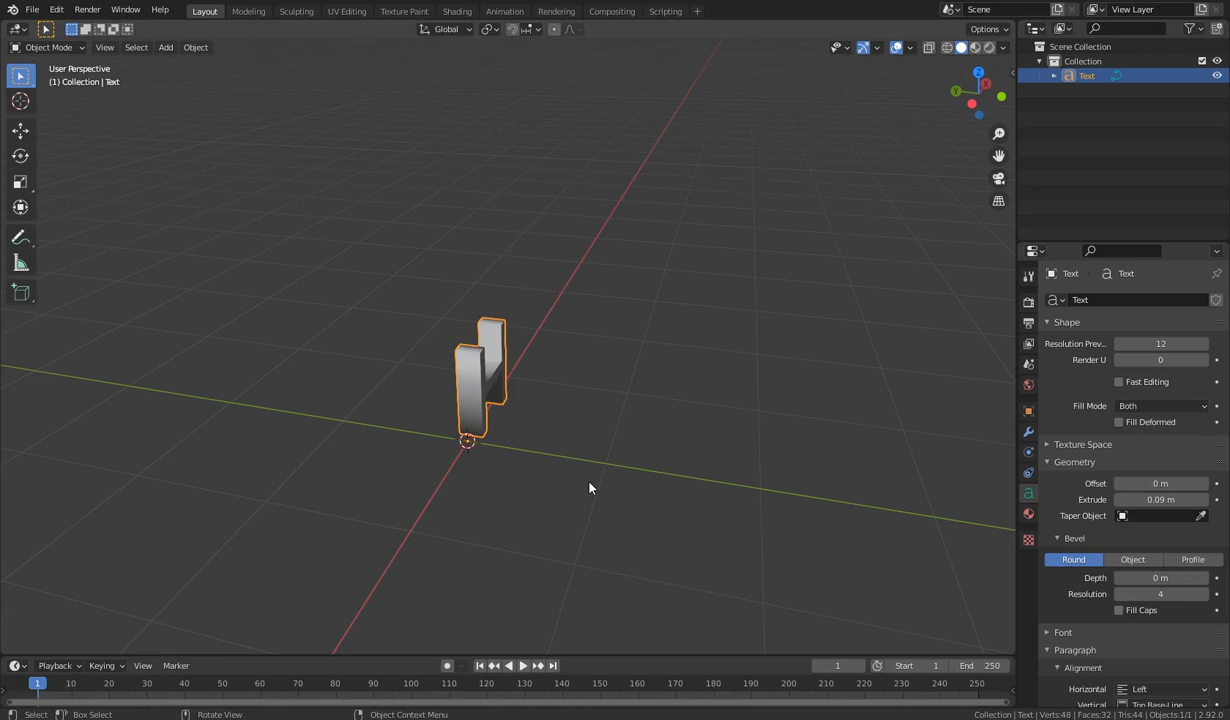 File Edit Render Window Help Layout Modeling Sculpting UV Editing Texture Paint Shading Animation Rendering Compositing Scripting + Scene View Layer
Global Options
Object Mode View Select Add Object
User Perspective
(1) Collection | Text
Z
X
Y
Scene Collection
Collection
Text
Text Text
Text
Shape
Resolution Prev... 12
Render U 0
Fast Editing
Fill Mode Both
Fill Deformed
Texture Space
Geometry
Offset 0 m
Extrude 0.09 m
Taper Object
Bevel
Round Object Profile
Depth 0 m
Resolution 4
Fill Caps
Font
Paragraph
Alignment
Horizontal Left
Vertical Top Base-Line
Playback Keying View Marker 1 Start 1 End 250
1 10 20 30 40 50 60 70 80 90 100 110 120 130 140 150 160 170 180 190 200 210 220 230 240 250
Select Box Select Rotate View Object Context Menu Collection | Text | Verts:48 | Faces:32 | Tris:44 | Objects:1/1 | 2.92.0